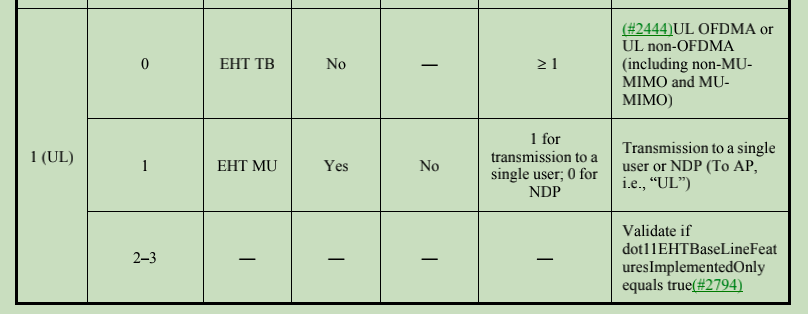 1 (UL)
0
EHT TB
No
—
≥ 1
(#2444)UL OFDMA or
UL non-OFDMA
(including non-MU-
MIMO and MU-
MIMO)
1
EHT MU
Yes
No
1 for
transmission to a
single user; 0 for
NDP
Transmission to a single
user or NDP (To AP,
i.e., “UL”)
2–3
—
—
—
—
Validate if
dot11EHTBaseLineFeat
uresImplementedOnly
equals true(#2794)